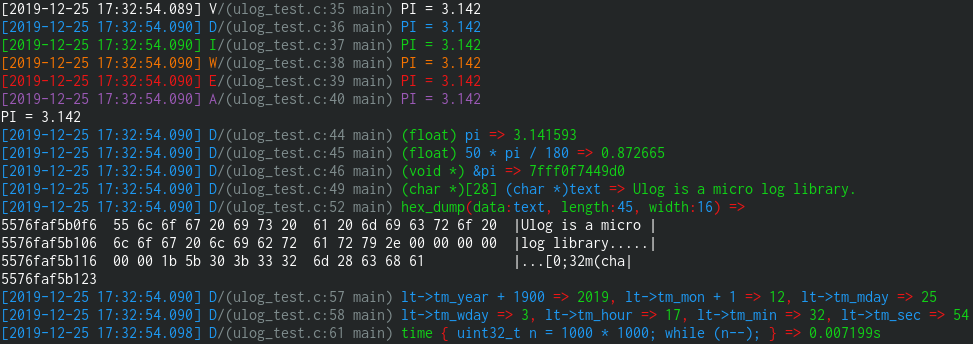 [2019-12-25 17:32:54.089] V/(ulog_test.c:35 main) PI = 3.142
[2019-12-25 17:32:54.090] D/(ulog_test.c:36 main) PI = 3.142
[2019-12-25 17:32:54.090] I/(ulog_test.c:37 main) PI = 3.142
[2019-12-25 17:32:54.090] W/(ulog_test.c:38 main) PI = 3.142
[2019-12-25 17:32:54.090] E/(ulog_test.c:39 main) PI = 3.142
[2019-12-25 17:32:54.090] A/(ulog_test.c:40 main) PI = 3.142
PI = 3.142
[2019-12-25 17:32:54.090] D/(ulog_test.c:44 main) (float) pi => 3.141593
[2019-12-25 17:32:54.090] D/(ulog_test.c:45 main) (float) 50 * pi / 180 => 0.872665
[2019-12-25 17:32:54.090] D/(ulog_test.c:46 main) (void *) &pi => 7fff0f7449d0
[2019-12-25 17:32:54.090] D/(ulog_test.c:49 main) (char *)[28] (char *)text => Ulog is a micro log library.
[2019-12-25 17:32:54.090] D/(ulog_test.c:52 main) hex_dump(data:text, length:45, width:16) =>
5576faf5b0f6  55 6c 6f 67 20 69 73 20  61 20 6d 69 63 72 6f 20  |Ulog is a micro |
5576faf5b106  6c 6f 67 20 6c 69 62 72  61 72 79 2e 00 00 00 00  |log library.....|
5576faf5b116  00 00 1b 5b 30 3b 33 32  6d 28 63 68 61           |...[0;32m(cha|
5576faf5b123
[2019-12-25 17:32:54.090] D/(ulog_test.c:57 main) lt->tm_year + 1900 => 2019, lt->tm_mon + 1 => 12, lt->tm_mday => 25
[2019-12-25 17:32:54.090] D/(ulog_test.c:58 main) lt->tm_wday => 3, lt->tm_hour => 17, lt->tm_min => 32, lt->tm_sec => 54
[2019-12-25 17:32:54.098] D/(ulog_test.c:61 main) time { uint32_t n = 1000 * 1000; while (n--); } => 0.007199s